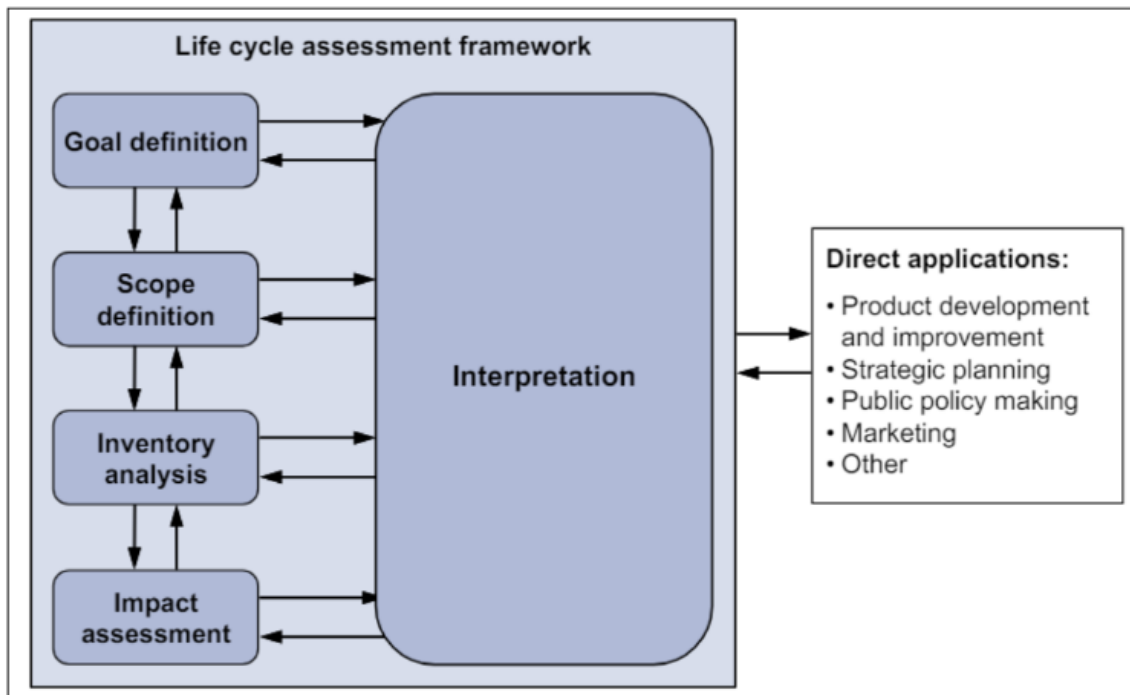 Life cycle assessment framework
Goal definition
Scope
definition
Inventory
analysis
Impact
assessment
Interpretation
Direct applications:
• Product development
and improvement
• Strategic planning
• Public policy making
• Marketing
• Other